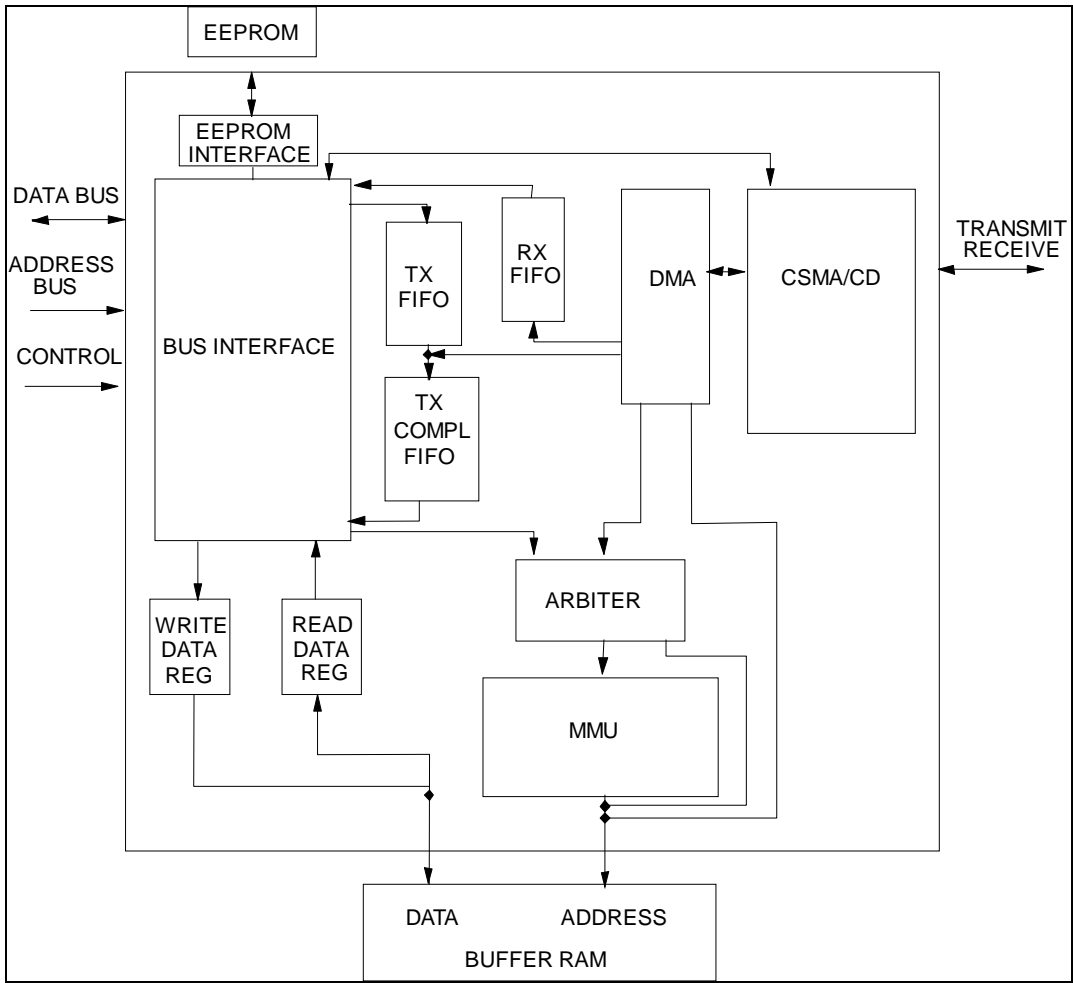 EEPROM
EEPROM
INTERFACE
DATA BUS
ADDRESS
BUS
CONTROL
BUS INTERFACE
TX
FIFO
RX
FIFO
DMA
CSMA/CD
TRANSMIT
RECEIVE
TX
COMPL
FIFO
WRITE
DATA
REG
READ
DATA
REG
ARBITER
MMU
DATA
ADDRESS
BUFFER RAM